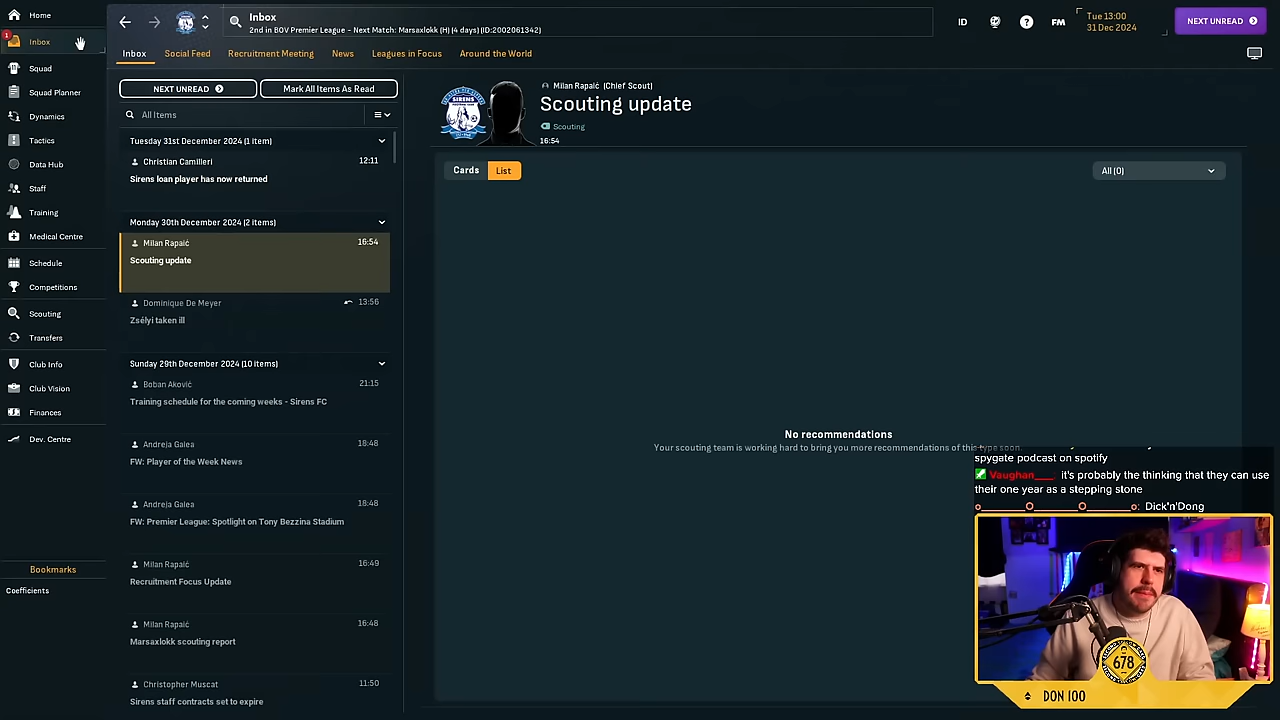 Home
Inbox
2nd in BOV Premier League - Next Match: Marsaxlokk (H) (4 days) (ID:2002061342)
ID
FM
Tue 13:00
31 Dec 2024
NEXT UNREAD
1
Inbox
Inbox
Social Feed
Recruitment Meeting
News
Leagues in Focus
Around the World
Squad
Squad Planner
Dynamics
Tactics
Data Hub
Staff
Training
Medical Centre
Schedule
Competitions
Scouting
Transfers
Club Info
Club Vision
Finances
Dev. Centre
Bookmarks
Coefficients
NEXT UNREAD
Mark All Items As Read
All Items
Tuesday 31st December 2024 (1 item)
Christian Camilleri 12:11
Sirens loan player has now returned
Monday 30th December 2024 (2 items)
Milan Rapaić 16:54
Scouting update
Dominique De Meyer 13:56
Zsélyi taken ill
Sunday 29th December 2024 (10 items)
Boban Aković 21:15
Training schedule for the coming weeks - Sirens FC
Andreja Galea 18:48
FW: Player of the Week News
Andreja Galea 18:48
FW: Premier League: Spotlight on Tony Bezzina Stadium
Milan Rapaić 16:49
Recruitment Focus Update
Milan Rapaić 16:48
Marsaxlokk scouting report
Christopher Muscat 11:50
Sirens staff contracts set to expire
SIRENS
Milan Rapaić (Chief Scout)
Scouting update
Scouting
16:54
Cards
List
All (0)
No recommendations
Your scouting team is working hard to bring you more recommendations of this type soon.
spygate podcast on spotify
Vaughan___: it's probably the thinking that they can use
their one year as a stepping stone
o______O______O______o: Dick'n'Dong
678
DON 100